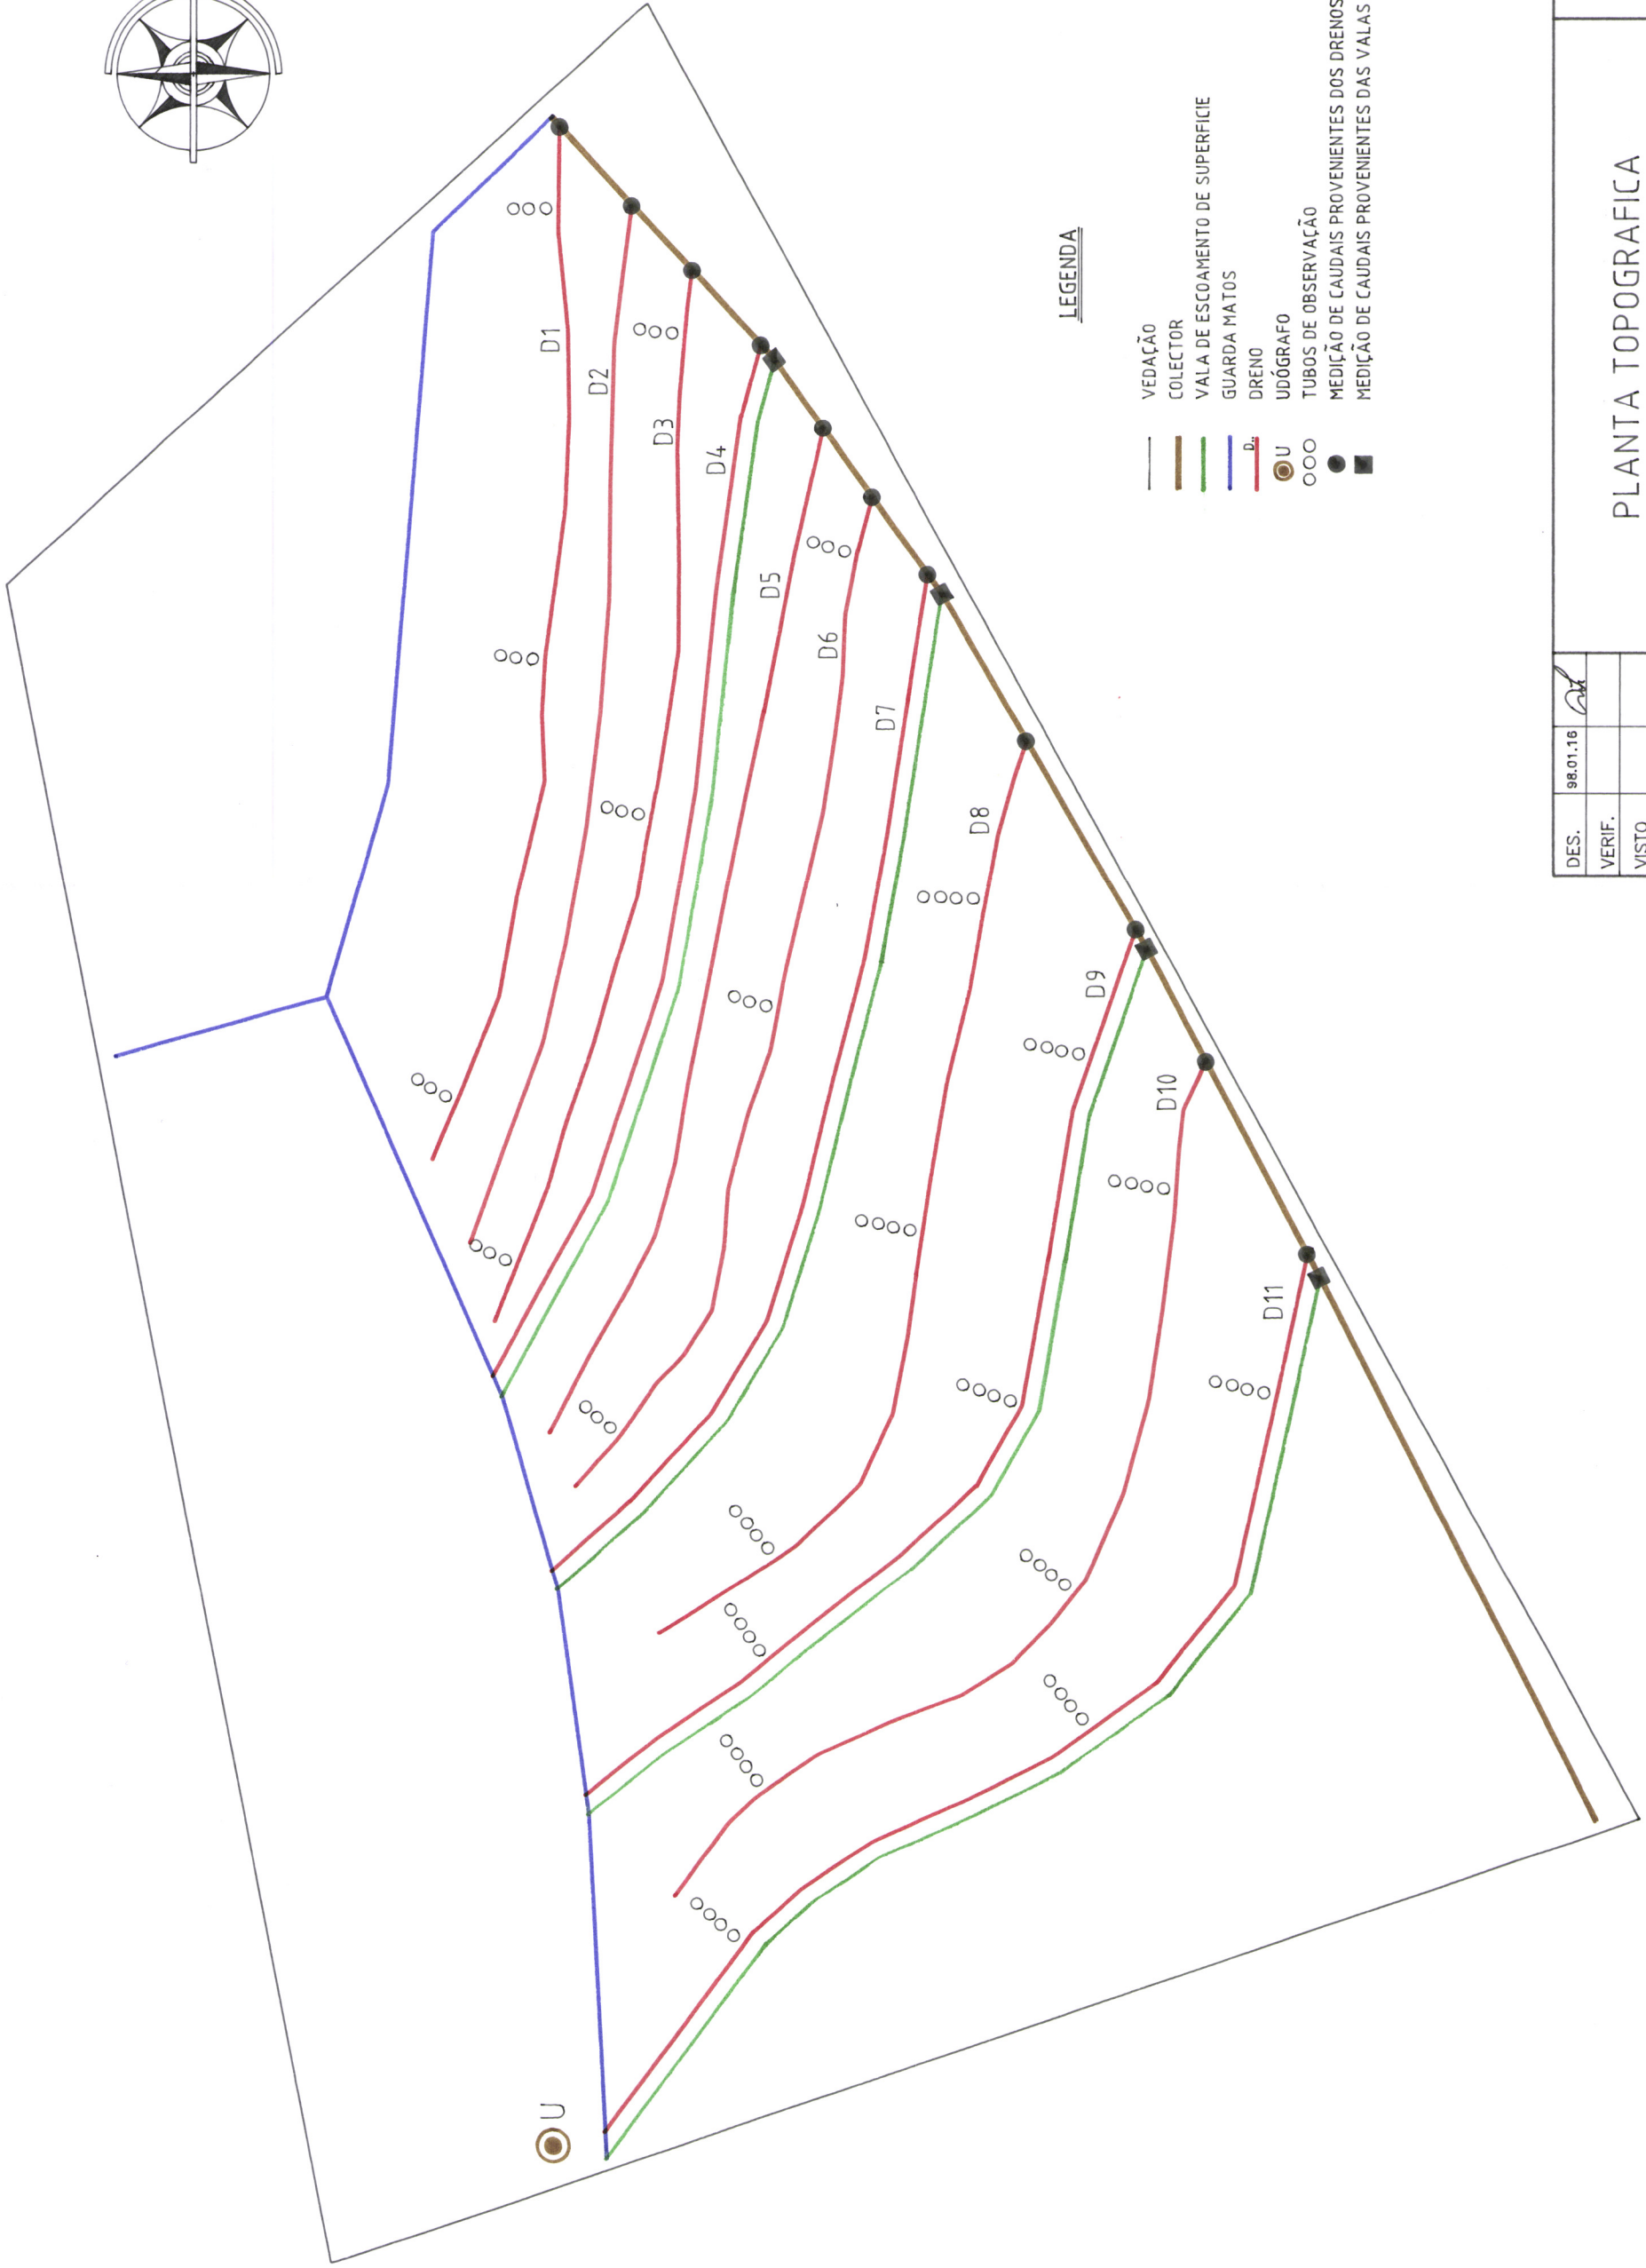 D1
D2
D3
D4
D5
D6
D7
D8
D9
D10
D11
U
LEGENDA
VEDAÇÃO
COLECTOR
VALA DE ESCOAMENTO DE SUPERFICIE
GUARDA MATOS
D.. DRENO
U UDÓGRAFO
TUBOS DE OBSERVAÇÃO
MEDIÇÃO DE CAUDAIS PROVENIENTES DOS DRENOS
MEDIÇÃO DE CAUDAIS PROVENIENTES DAS VALAS
DES. 98.01.16
VERIF.
VISTO
PLANTA TOPOGRAFICA